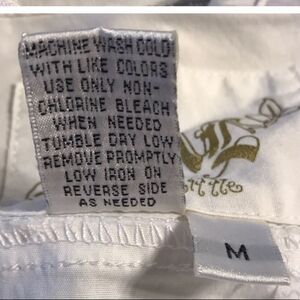 MACHINE WASH COLD
WITH LIKE COLORS
USE ONLY NON-
CHLORINE BLEACH
WHEN NEEDED
TUMBLE DRY LOW
REMOVE PROMPTLY
LOW IRON ON
REVERSE SIDE
AS NEEDED
M